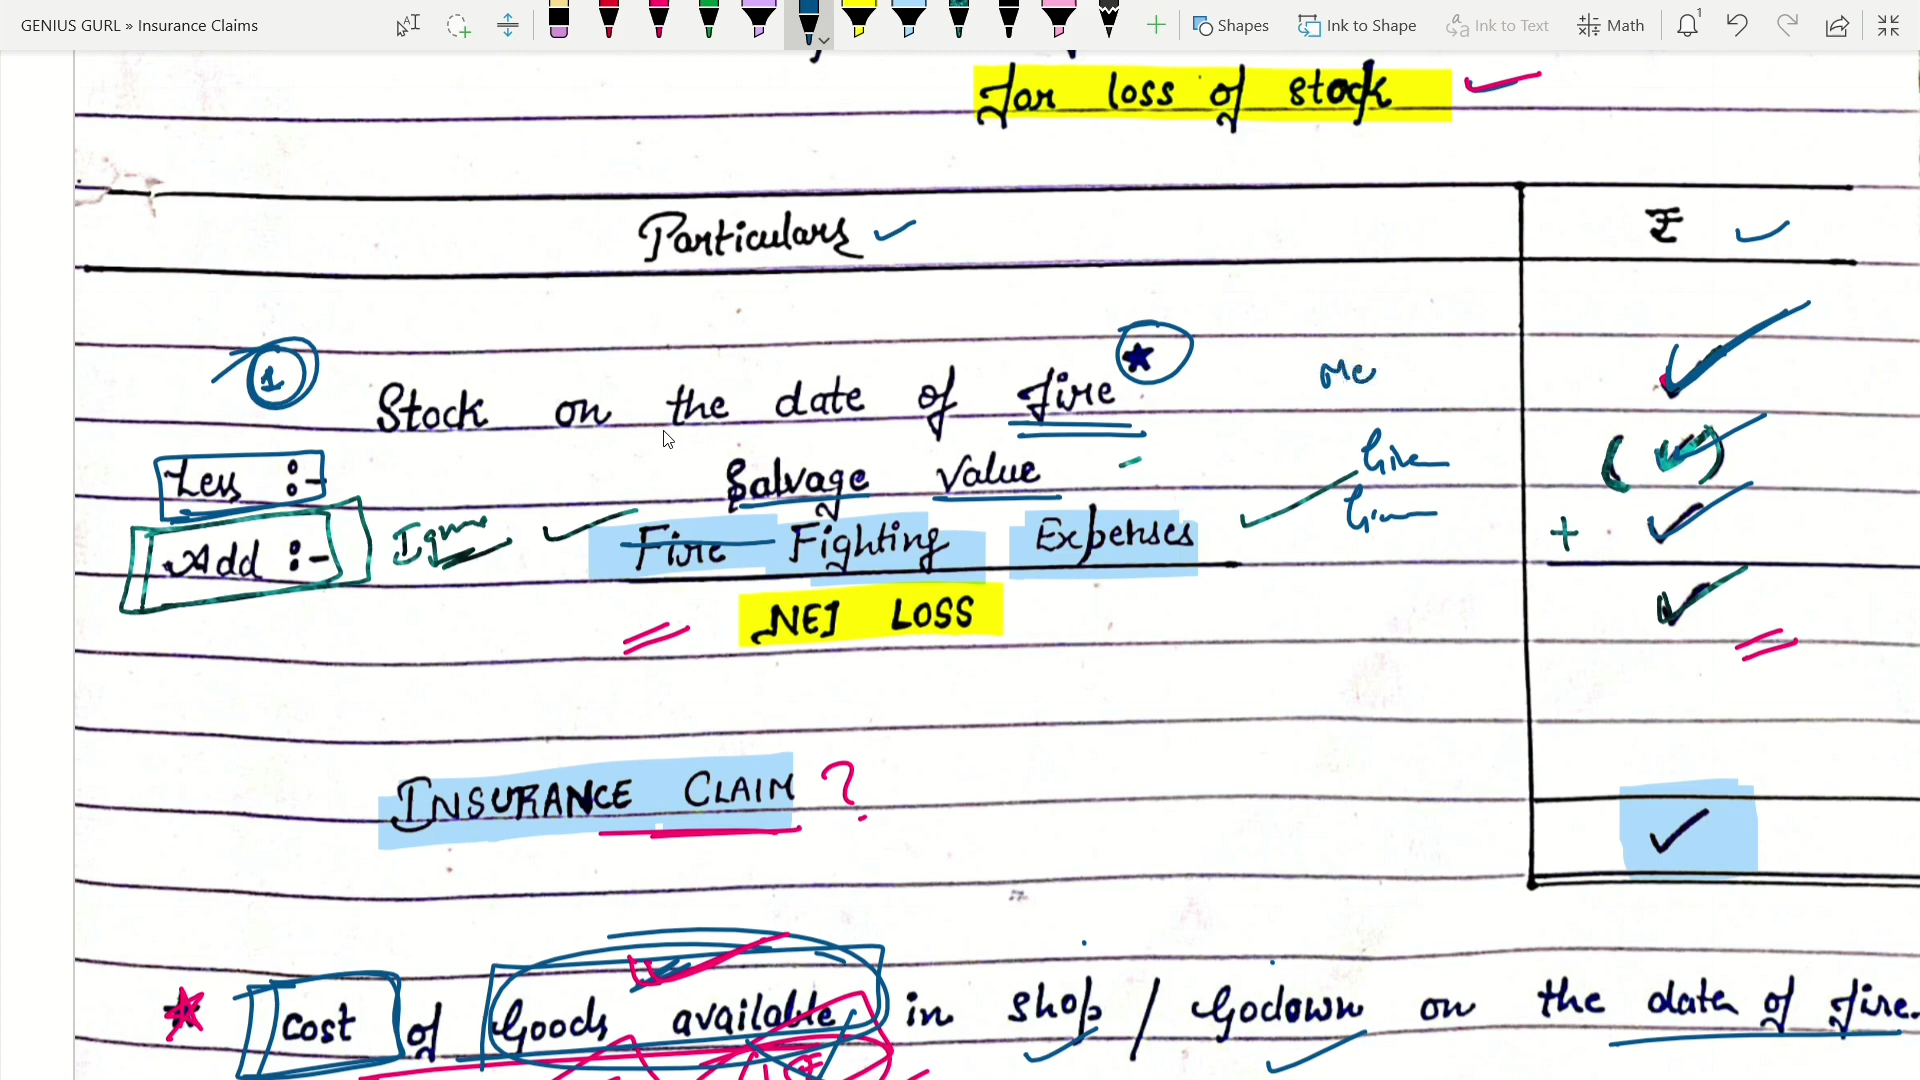 GENIUS GURL » Insurance Claims
Shapes
Ink to Shape
Ink to Text
Math
1
for loss of stock
Particulars ₹
1 Stock on the date of fire ★
Less :- Salvage Value
Add :- Fire Fighting Expenses +
NET LOSS
INSURANCE CLAIM ?
★ Cost of Goods available in shop / Godown on the date of fire.